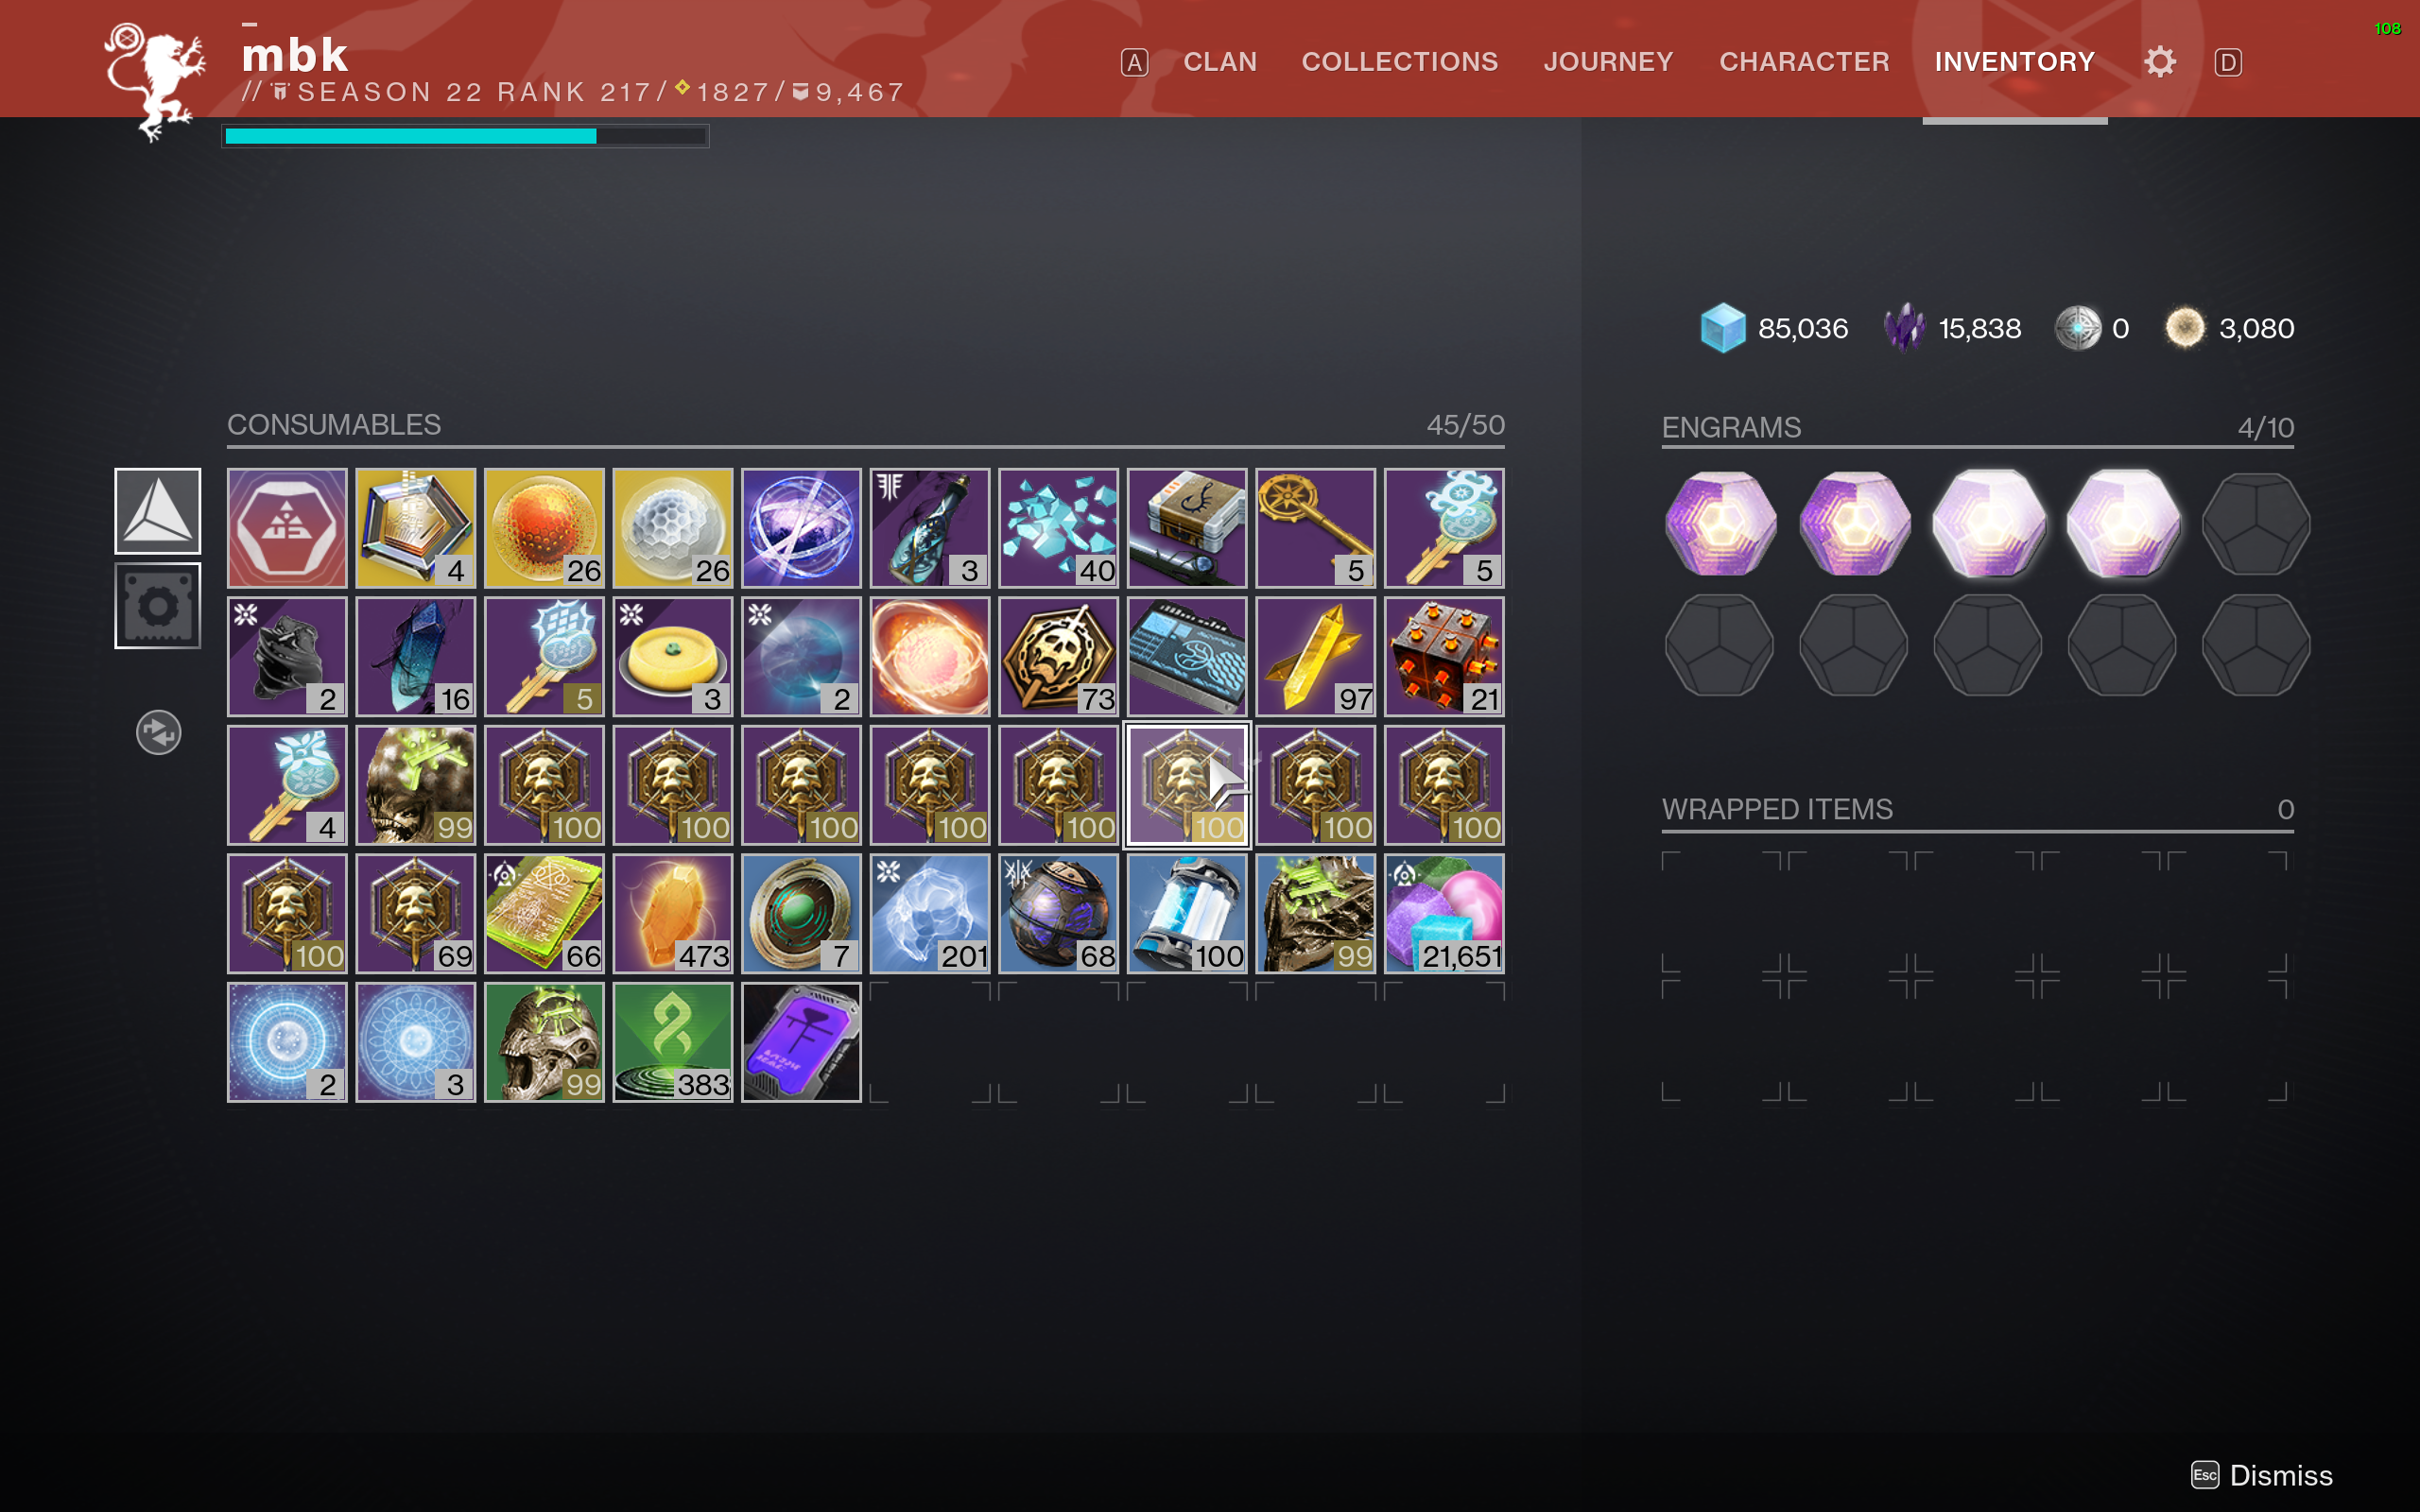 108
mbk
// SEASON 22 RANK 217/1827/9,467
A CLAN COLLECTIONS JOURNEY CHARACTER INVENTORY D
85,036 15,838 0 3,080
CONSUMABLES 45/50
ENGRAMS 4/10
4 26 26 3 40 5 5
2 16 5 3 2 73 97 21
4 99 100 100 100 100 100 100 100 100
100 69 66 473 7 201 68 100 99 21,651
2 3 99 383
WRAPPED ITEMS 0
Esc Dismiss